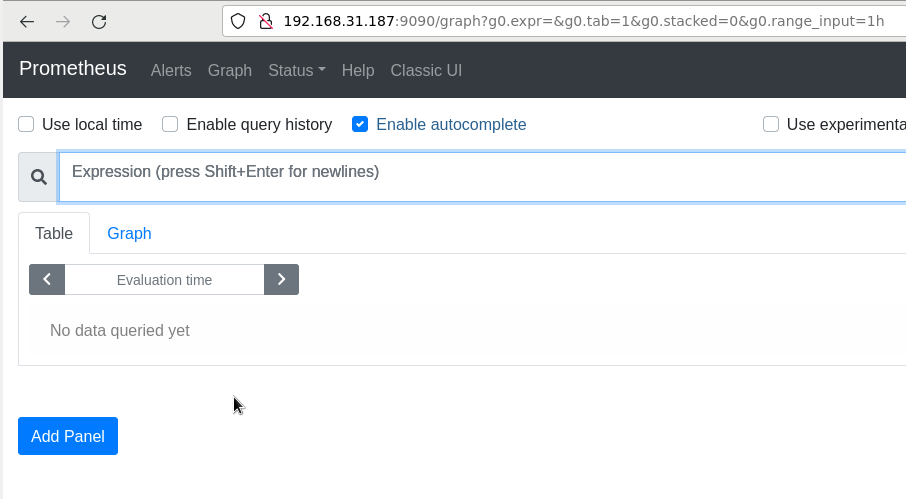 192.168.31.187:9090/graph?g0.expr=&g0.tab=1&g0.stacked=0&g0.range_input=1h
Prometheus Alerts Graph Status Help Classic UI
Use local time Enable query history Enable autocomplete Use experimenta
Expression (press Shift+Enter for newlines)
Table Graph
Evaluation time
No data queried yet
Add Panel